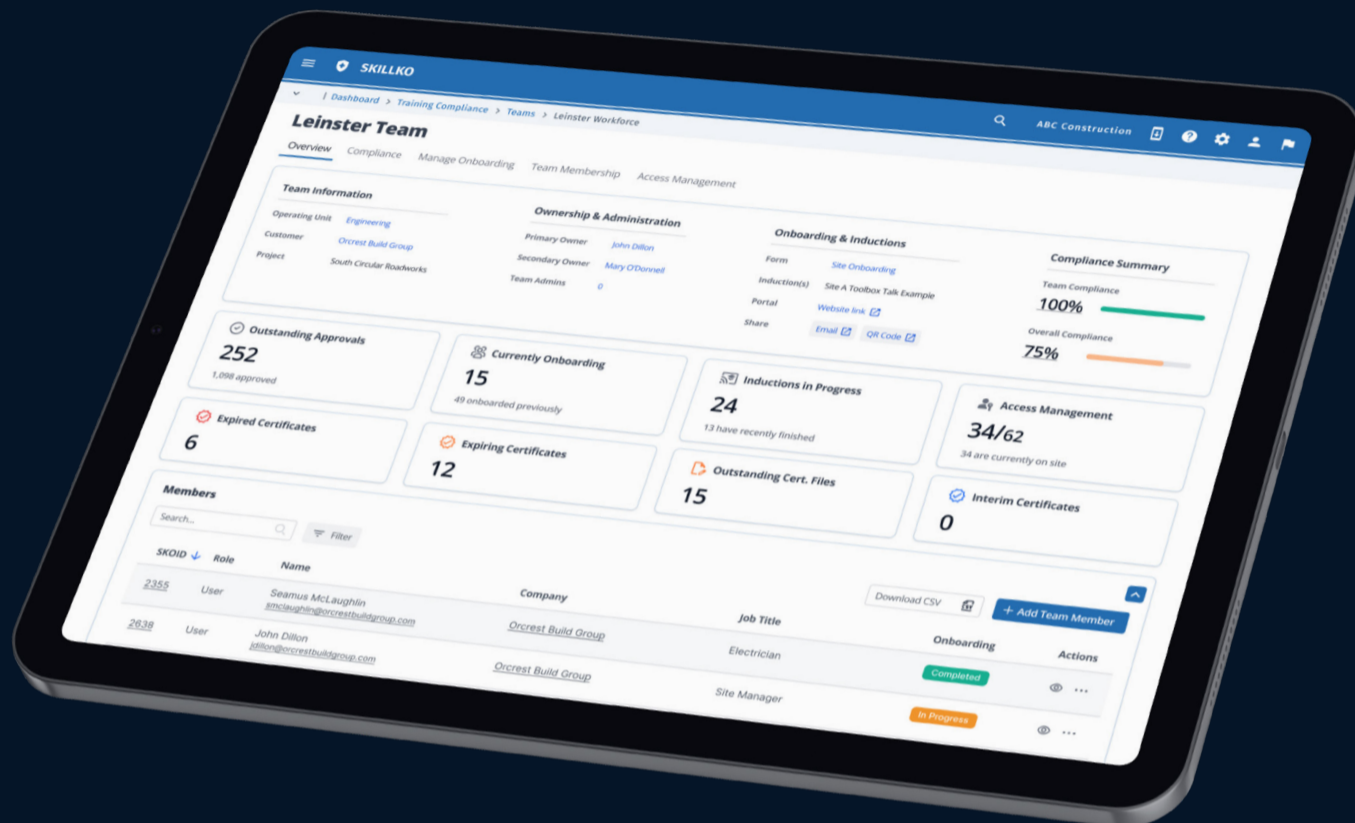 SKILLKO
ABC Construction
Dashboard > Training Compliance > Teams > Leinster Workforce
Leinster Team
Overview Compliance Manage Onboarding Team Membership Access Management
Team Information
Operating Unit Engineering
Customer Orcrest Build Group
Project South Circular Roadworks
Ownership & Administration
Primary Owner John Dillon
Secondary Owner Mary O'Donnell
Team Admins 0
Onboarding & Inductions
Form Site Onboarding
Induction(s) Site A Toolbox Talk Example
Portal Website link
Share Email QR Code
Compliance Summary
Team Compliance
100%
Overall Compliance
75%
Outstanding Approvals
252
1,098 approved
Currently Onboarding
15
49 onboarded previously
Inductions in Progress
24
13 have recently finished
Access Management
34/62
34 are currently on site
Expired Certificates
6
Expiring Certificates
12
Outstanding Cert. Files
15
Interim Certificates
0
Members
Search...
Filter
Download CSV
+ Add Team Member
SKOID Role Name Company Job Title Onboarding Actions
2355 User Seamus McLaughlin Orcrest Build Group Electrician Completed
smclaughlin@orcrestbuildgroup.com
2638 User John Dillon Orcrest Build Group Site Manager In Progress
jdillon@orcrestbuildgroup.com